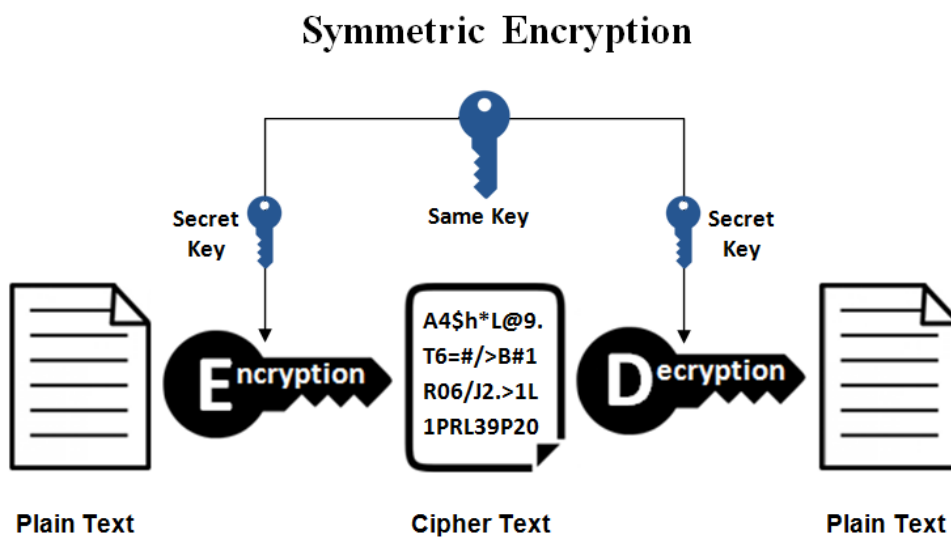 Symmetric Encryption
Same Key
Secret
Key
Secret
Key
Encryption
A4$h*L@9.
T6=#/>B#1
R06/J2.>1L
1PRL39P20
Decryption
Plain Text
Cipher Text
Plain Text